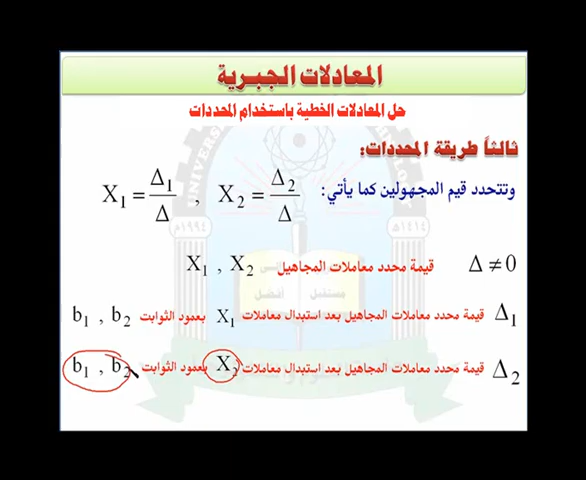 المعادلات الجبرية
حل المعادلات الخطية باستخدام المحددات
ثالثاً طريقة المحددات:
وتتحدد قيم المجهولين كما يأتي: X₁ = Δ₁/Δ , X₂ = Δ₂/Δ
Δ ≠ 0 قيمة محدد معاملات المجاهيل X₁ , X₂
Δ₁ قيمة محدد معاملات المجاهيل بعد استبدال معاملات X₁ بعمود الثوابت b₁ , b₂
Δ₂ قيمة محدد معاملات المجاهيل بعد استبدال معاملات X₂ بعمود الثوابت b₁ , b₂